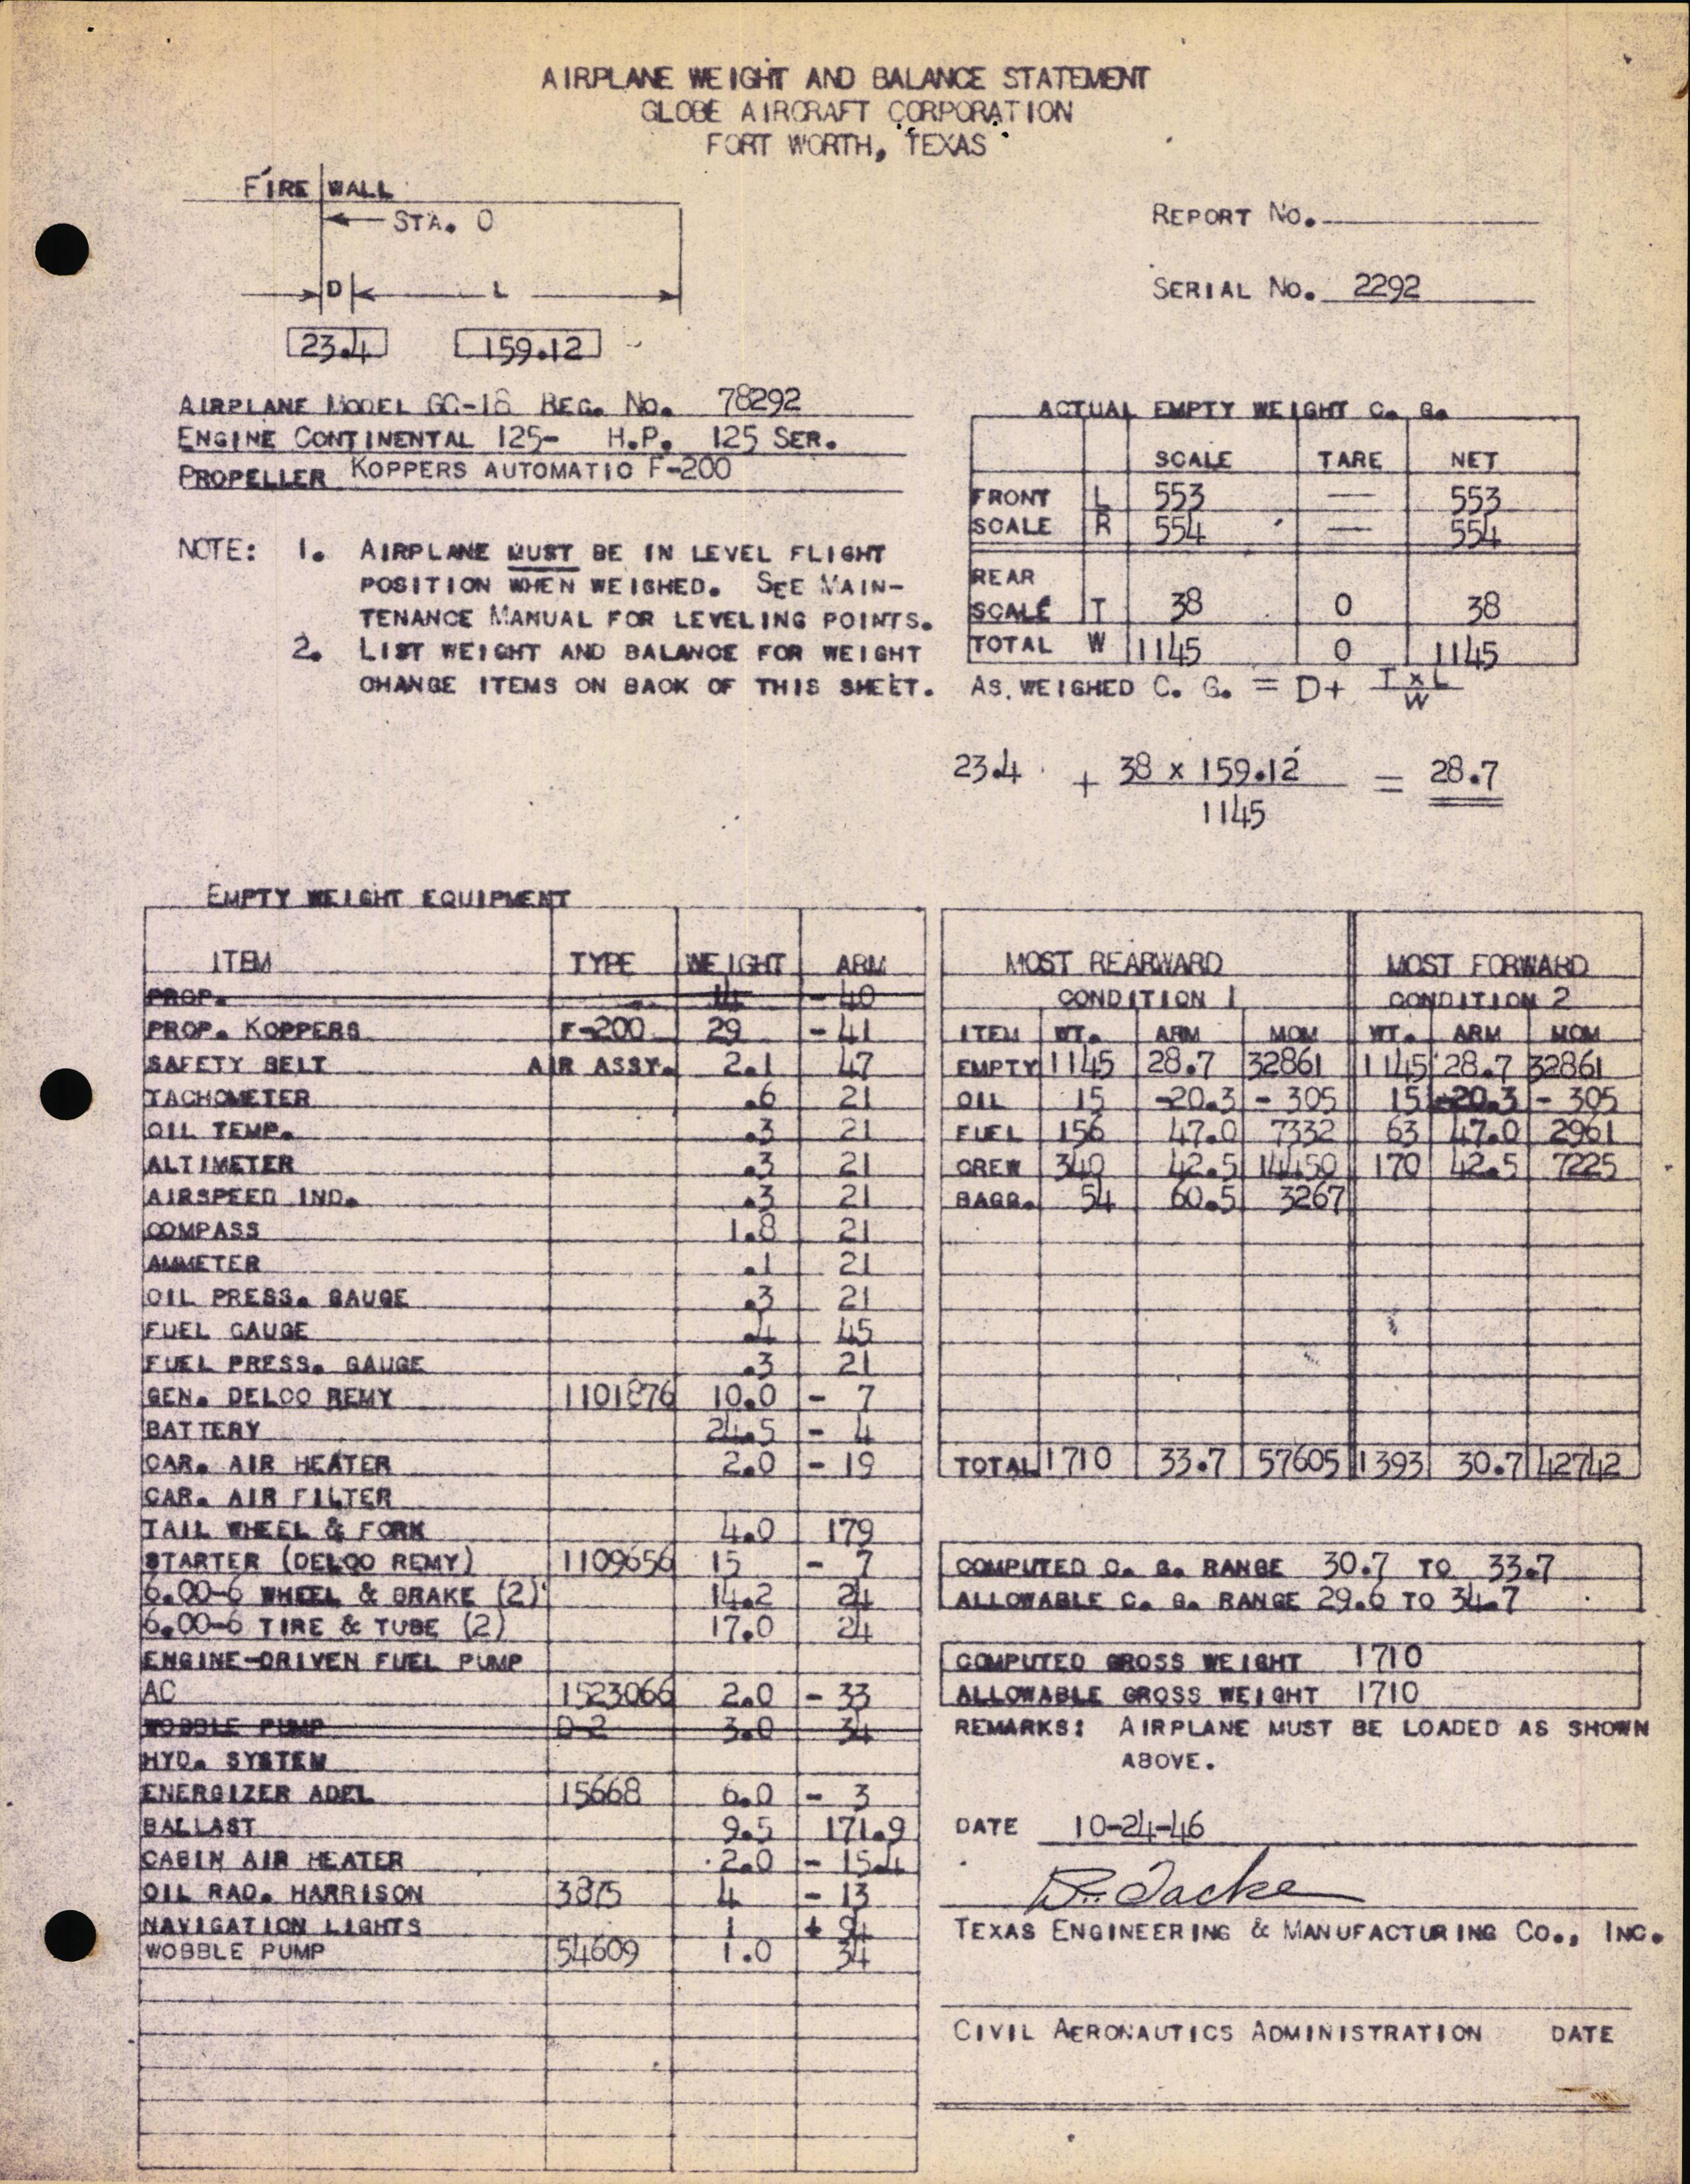 AIRPLANE WEIGHT AND BALANCE STATEMENT
GLOBE AIRCRAFT CORPORATION
FORT WORTH, TEXAS
FIRE WALL
STA. 0
D L
23.4 159.12
REPORT NO.
SERIAL NO. 2292
AIRPLANE MODEL GC-1B REG. NO. 78292
ENGINE CONTINENTAL 125- H.P. 125 SER.
PROPELLER KOPPERS AUTOMATIC F-200
NOTE: 1. AIRPLANE MUST BE IN LEVEL FLIGHT
POSITION WHEN WEIGHED. SEE MAIN-
TENANCE MANUAL FOR LEVELING POINTS.
2. LIST WEIGHT AND BALANCE FOR WEIGHT
CHANGE ITEMS ON BACK OF THIS SHEET.
ACTUAL EMPTY WEIGHT C. G.
SCALE TARE NET
FRONT L 553 — 553
SCALE R 554 — 554
REAR
SCALE T 38 0 38
TOTAL W 1145 0 1145
AS WEIGHED C. G. = D+ T x L
W
23.4 + 38 x 159.12 = 28.7
1145
EMPTY WEIGHT EQUIPMENT
ITEM TYPE WEIGHT ARM
PROP. 14 - 40
PROP. KOPPERS F-200 29 - 41
SAFETY BELT AIR ASSY. 2.1 47
TACHOMETER .6 21
OIL TEMP. .3 21
ALTIMETER .3 21
AIRSPEED IND. .3 21
COMPASS 1.8 21
AMMETER .1 21
OIL PRESS. GAUGE .3 21
FUEL GAUGE .4 45
FUEL PRESS. GAUGE .3 21
GEN. DELCO REMY 1101876 10.0 - 7
BATTERY 24.5 - 4
CAR. AIR HEATER 2.0 - 19
CAR. AIR FILTER
TAIL WHEEL & FORK 4.0 179
STARTER (DELCO REMY) 1109656 15 - 7
6.00-6 WHEEL & BRAKE (2) 14.2 24
6.00-6 TIRE & TUBE (2) 17.0 24
ENGINE-DRIVEN FUEL PUMP
AC 1523066 2.0 - 33
WOBBLE PUMP D-2 3.0 34
HYD. SYSTEM
ENERGIZER ADEL 15668 6.0 - 3
BALLAST 9.5 171.9
CABIN AIR HEATER 2.0 - 15.4
OIL RAD. HARRISON 3875 4 - 13
NAVIGATION LIGHTS 1 + 94
WOBBLE PUMP 54609 1.0 34
MOST REARWARD MOST FORWARD
CONDITION 1 CONDITION 2
ITEM WT. ARM MOM WT. ARM MOM
EMPTY 1145 28.7 32861 1145 28.7 32861
OIL 15 -20.3 - 305 15 -20.3 - 305
FUEL 156 47.0 7332 63 47.0 2961
CREW 340 42.5 14450 170 42.5 7225
BAGG. 54 60.5 3267
TOTAL 1710 33.7 57605 1393 30.7 42742
COMPUTED C. G. RANGE 30.7 TO 33.7
ALLOWABLE C. G. RANGE 29.6 TO 34.7
COMPUTED GROSS WEIGHT 1710
ALLOWABLE GROSS WEIGHT 1710
REMARKS: AIRPLANE MUST BE LOADED AS SHOWN
ABOVE.
DATE 10-24-46
TEXAS ENGINEERING & MANUFACTURING CO., INC.
CIVIL AERONAUTICS ADMINISTRATION DATE